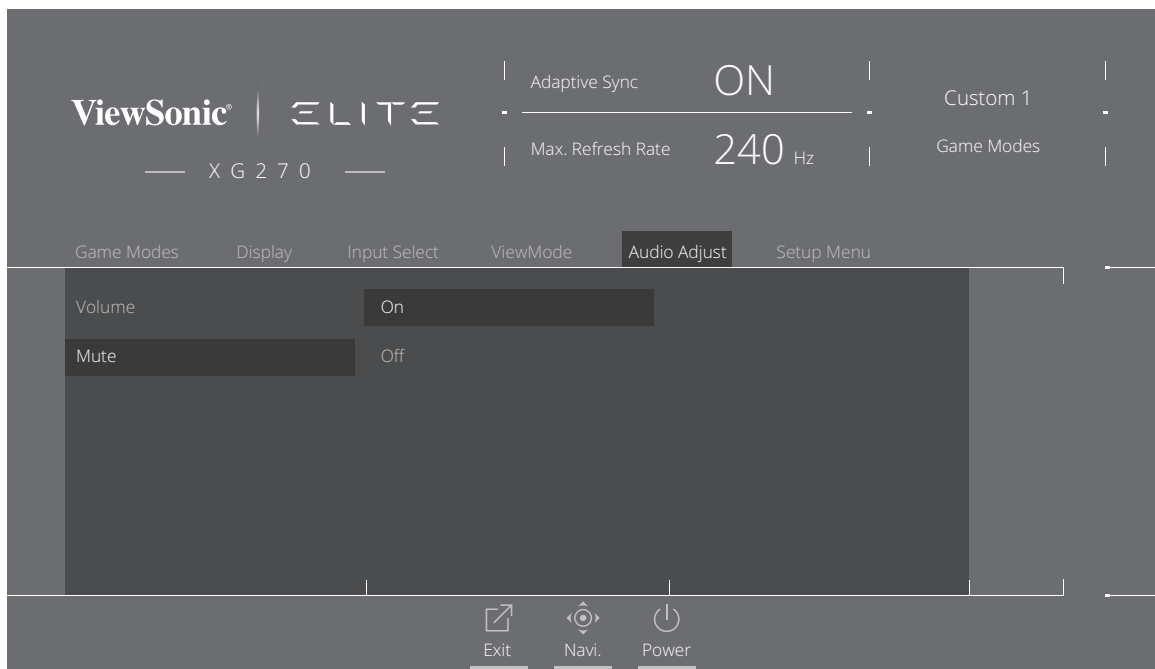 Adaptive Sync ON
Custom 1
ViewSonic® ELITE
Max. Refresh Rate 240 Hz
Game Modes
XG270
Game Modes Display Input Select ViewMode Audio Adjust Setup Menu
Volume On
Mute Off
Exit Navi. Power